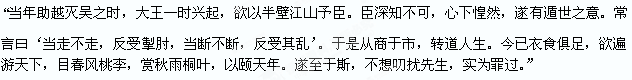 “当年助越灭吴之时，大王一时兴起，欲以半壁江山予臣。臣深知不可，心下惶然，遂有遁世之意。常
言曰‘当走不走，反受掣肘，当断不断，反受其乱’。于是从商于市，转道人生。今已衣食俱足，欲遍
游天下，目春风桃李，赏秋雨桐叶，以颐天年。遂至于斯，不想叨扰先生，实为罪过。”